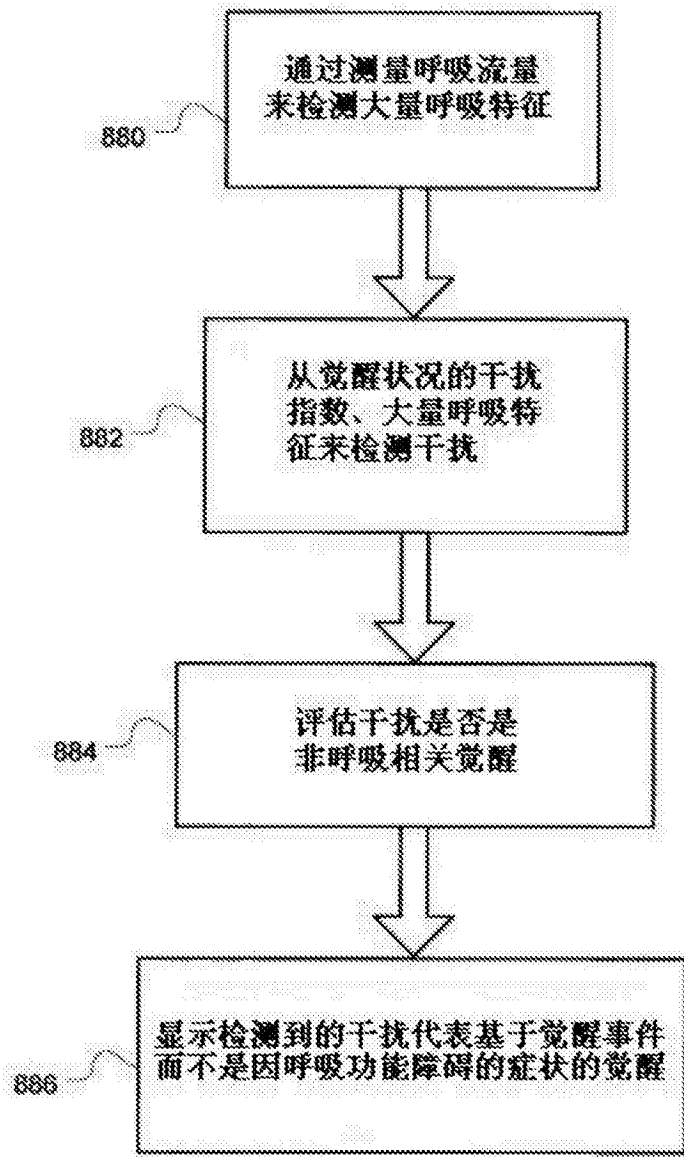 通过测量呼吸流量
来检测大量呼吸特征
880
从觉醒状况的干扰
指数、大量呼吸特
征来检测干扰
882
评估干扰是否是
非呼吸相关觉醒
884
显示检测到的干扰代表基于觉醒事件
而不是因呼吸功能障碍的症状的觉醒
886